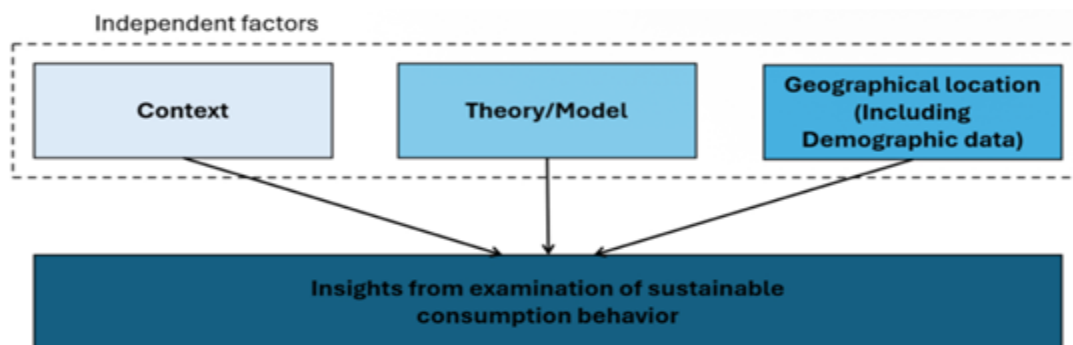 Independent factors
Context
Theory/Model
Geographical location
(Including
Demographic data)
Insights from examination of sustainable
consumption behavior